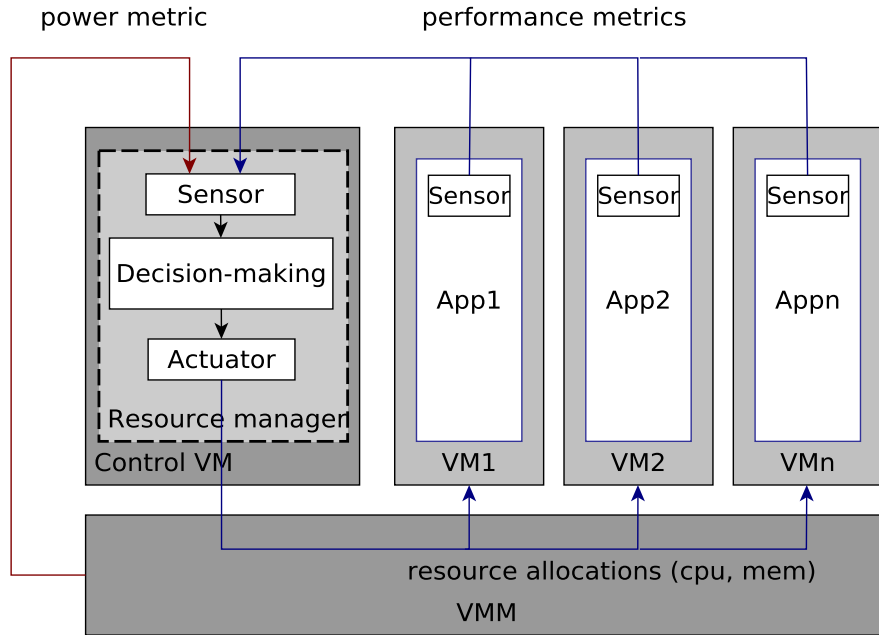 power metric
performance metrics
Sensor
Decision-making
Actuator
Resource manager
Control VM
Sensor
App1
VM1
Sensor
App2
VM2
Sensor
Appn
VMn
resource allocations (cpu, mem)
VMM